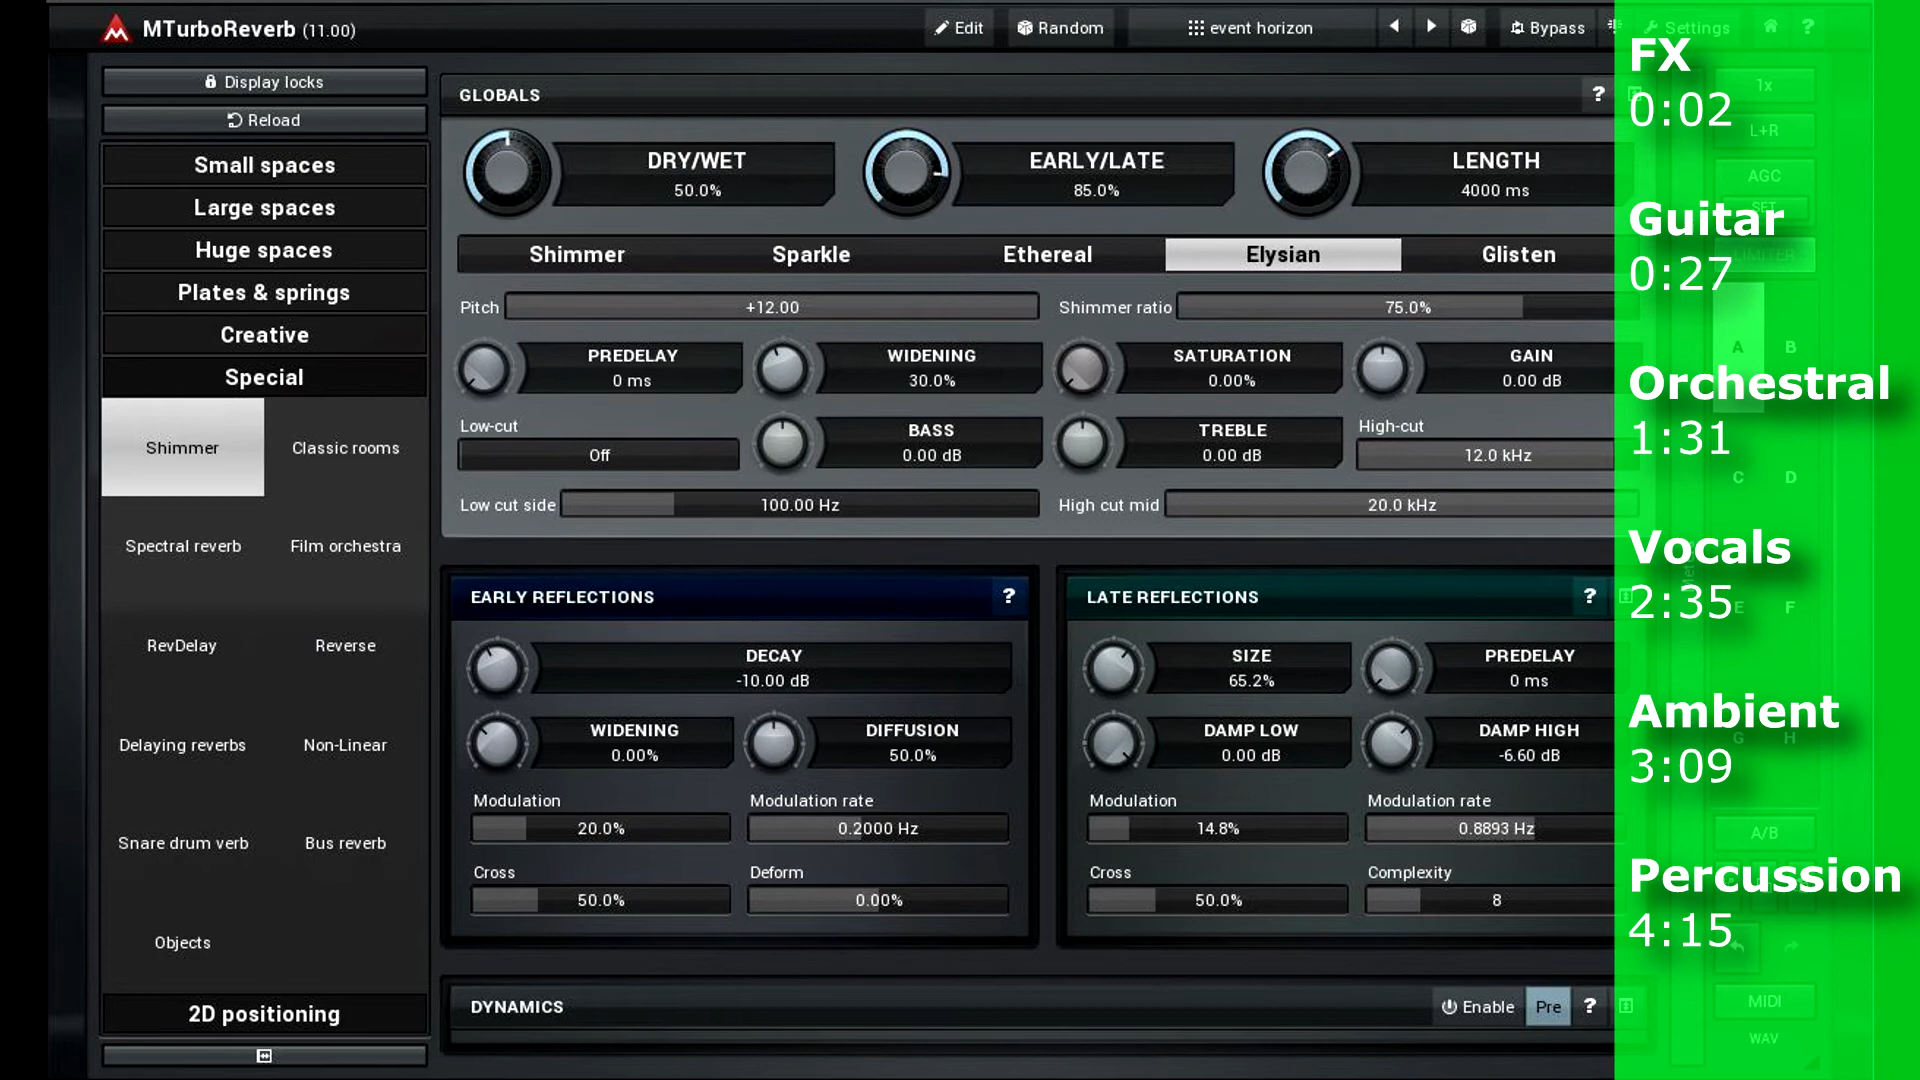 MTurboReverb (11.00)
Edit
Random
event horizon
Bypass
Settings
?
Display locks
Reload
Small spaces
Large spaces
Huge spaces
Plates & springs
Creative
Special
Shimmer
Classic rooms
Spectral reverb
Film orchestra
RevDelay
Reverse
Delaying reverbs
Non-Linear
Snare drum verb
Bus reverb
Objects
2D positioning
GLOBALS
?
DRY/WET
50.0%
EARLY/LATE
85.0%
LENGTH
4000 ms
Shimmer
Sparkle
Ethereal
Elysian
Glisten
Pitch
+12.00
Shimmer ratio
75.0%
PREDELAY
0 ms
WIDENING
30.0%
SATURATION
0.00%
GAIN
0.00 dB
Low-cut
Off
BASS
0.00 dB
TREBLE
0.00 dB
High-cut
12.0 kHz
Low cut side
100.00 Hz
High cut mid
20.0 kHz
EARLY REFLECTIONS
?
DECAY
-10.00 dB
WIDENING
0.00%
DIFFUSION
50.0%
Modulation
20.0%
Modulation rate
0.2000 Hz
Cross
50.0%
Deform
0.00%
LATE REFLECTIONS
?
SIZE
65.2%
PREDELAY
0 ms
DAMP LOW
0.00 dB
DAMP HIGH
-6.60 dB
Modulation
14.8%
Modulation rate
0.8893 Hz
Cross
50.0%
Complexity
8
DYNAMICS
Enable
Pre
?
FX
0:02
Guitar
0:27
Orchestral
1:31
Vocals
2:35
Ambient
3:09
Percussion
4:15
1x
L+R
AGC
SET
LIMITER
A B
C D
E F
G H
A/B
MIDI
WAV